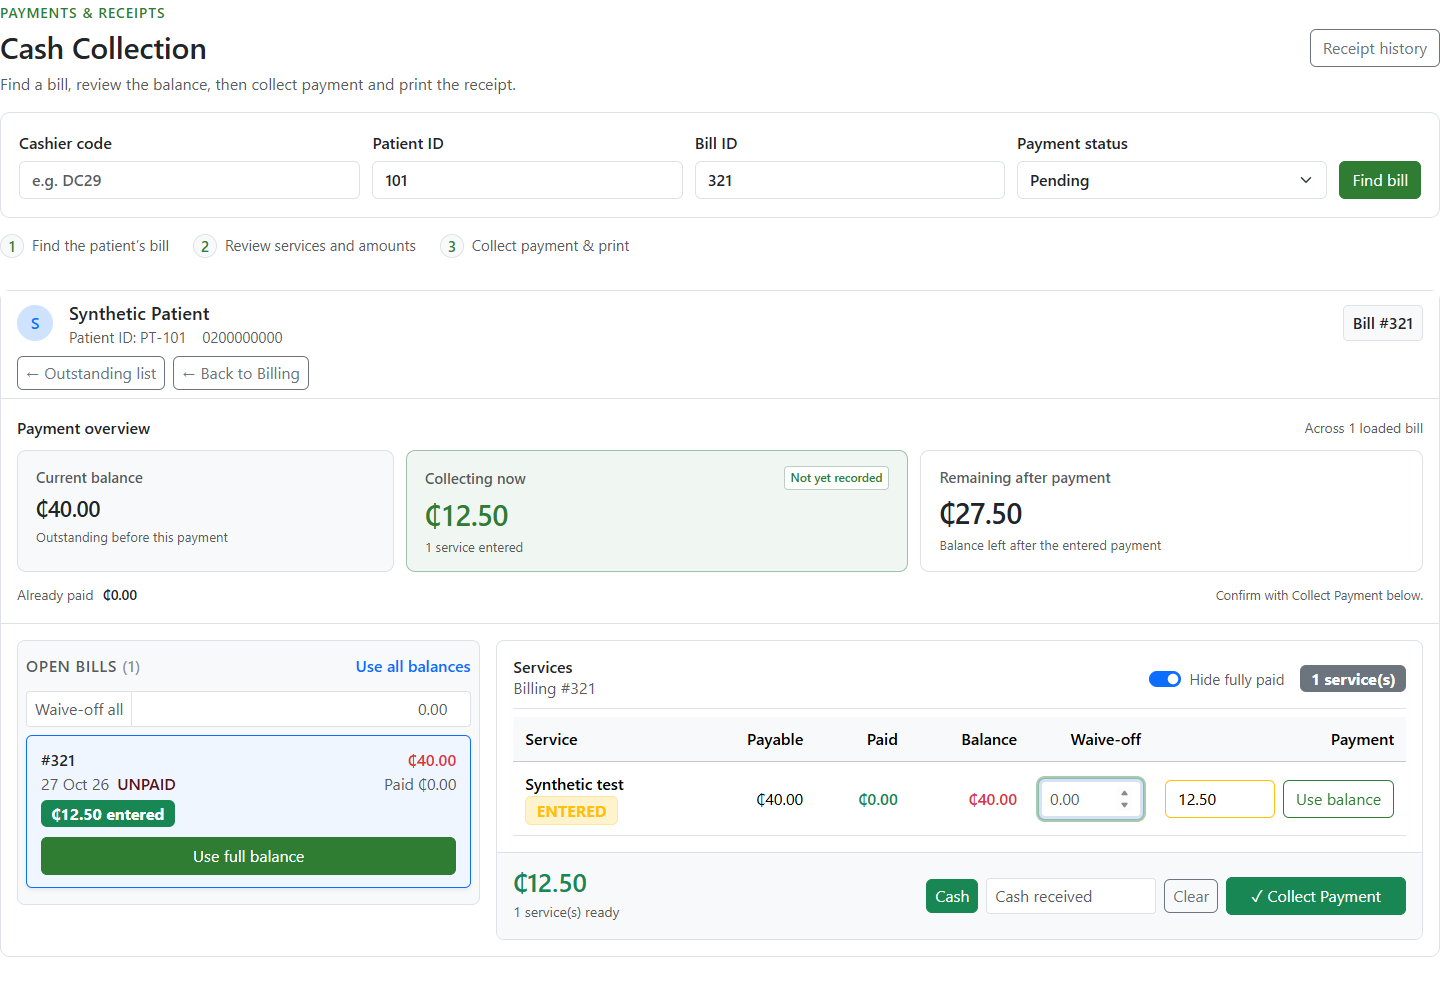 PAYMENTS & RECEIPTS
Cash Collection
Receipt history
Find a bill, review the balance, then collect payment and print the receipt.
Cashier code
Patient ID
Bill ID
Payment status
e.g. DC29
101
321
Pending
Find bill
1 Find the patient's bill
2 Review services and amounts
3 Collect payment & print
S
Synthetic Patient
Patient ID: PT-101 0200000000
Bill #321
← Outstanding list
← Back to Billing
Payment overview
Across 1 loaded bill
Current balance
₵40.00
Outstanding before this payment
Collecting now
Not yet recorded
₵12.50
1 service entered
Remaining after payment
₵27.50
Balance left after the entered payment
Already paid ₵0.00
Confirm with Collect Payment below.
OPEN BILLS (1)
Use all balances
Waive-off all
0.00
#321
₵40.00
27 Oct 26 UNPAID
Paid ₵0.00
₵12.50 entered
Use full balance
Services
Billing #321
Hide fully paid
1 service(s)
Service Payable Paid Balance Waive-off Payment
Synthetic test
ENTERED
₵40.00
₵0.00
₵40.00
0.00
12.50
Use balance
₵12.50
1 service(s) ready
Cash
Cash received
Clear
✓ Collect Payment